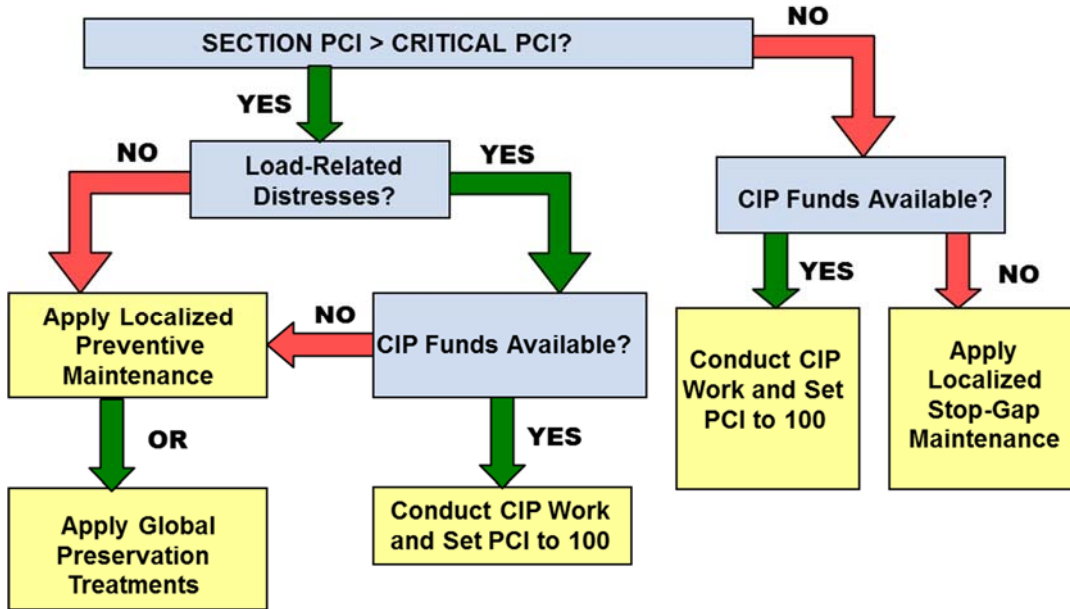 SECTION PCI > CRITICAL PCI?
NO
YES
NO
Load-Related
Distresses?
YES
CIP Funds Available?
YES
NO
Apply Localized
Preventive
Maintenance
NO
CIP Funds Available?
Conduct CIP
Work and Set
PCI to 100
Apply
Localized
Stop-Gap
Maintenance
OR
YES
Apply Global
Preservation
Treatments
Conduct CIP Work
and Set PCI to 100